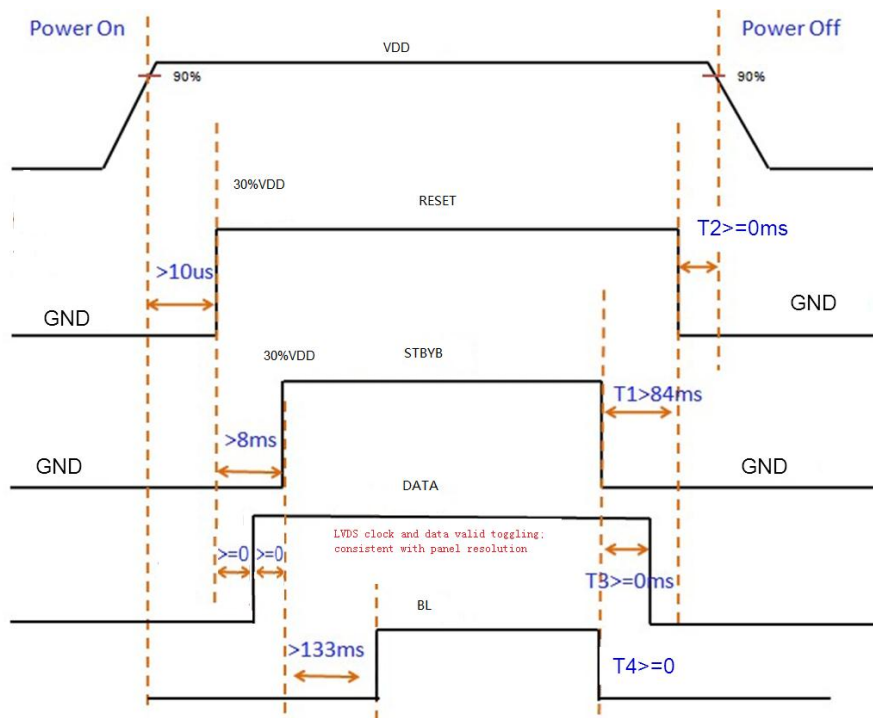 Power On
VDD
Power Off
90%
90%
30%VDD
RESET
T2>=0ms
>10us
GND
GND
30%VDD
STBYB
T1>84ms
>8ms
GND
GND
DATA
LVDS clock and data valid toggling;
consistent with panel resolution
>=0
>=0
T3>=0ms
BL
>133ms
T4>=0